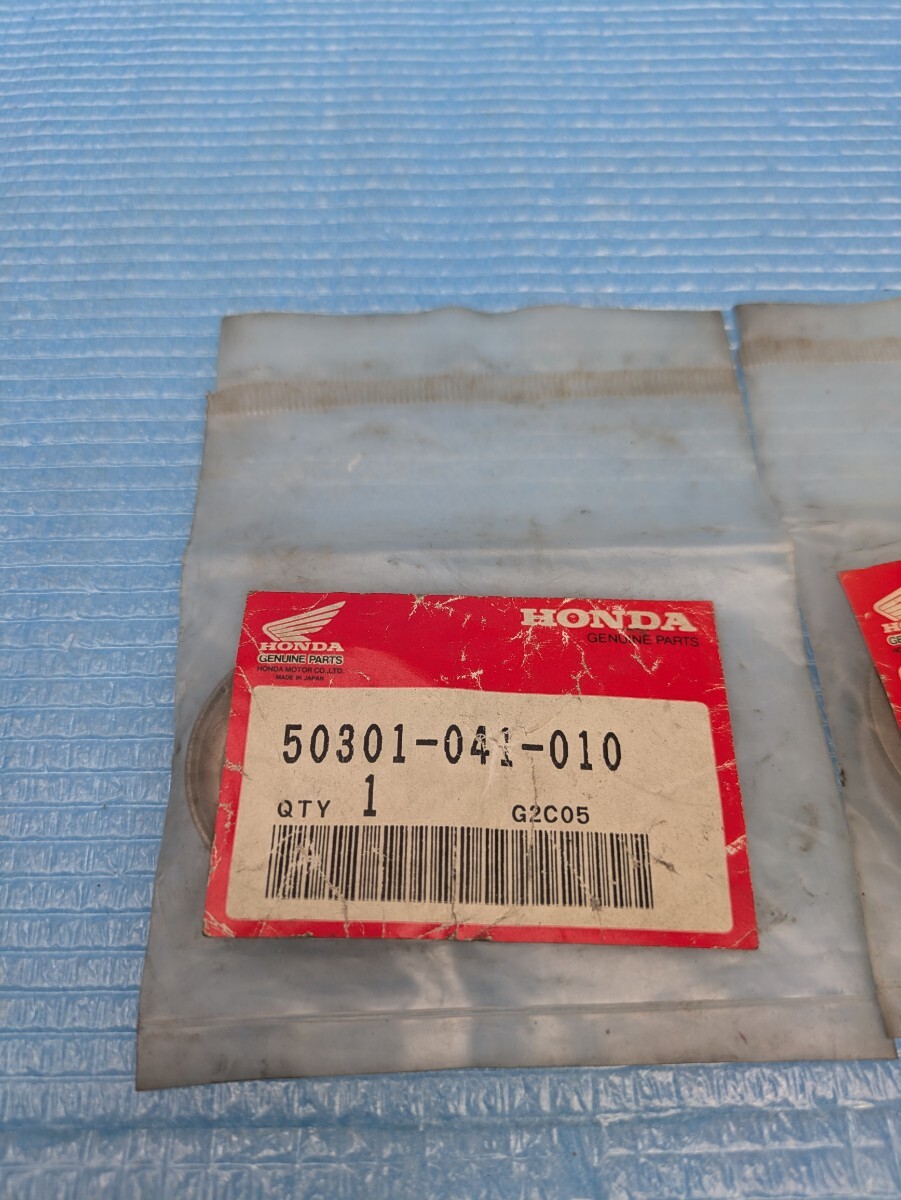 HONDA
GENUINE PARTS
HONDA MOTOR CO.,LTD.
MADE IN JAPAN
HONDA
GENUINE PARTS
50301-041-010
QTY 1 G2C05